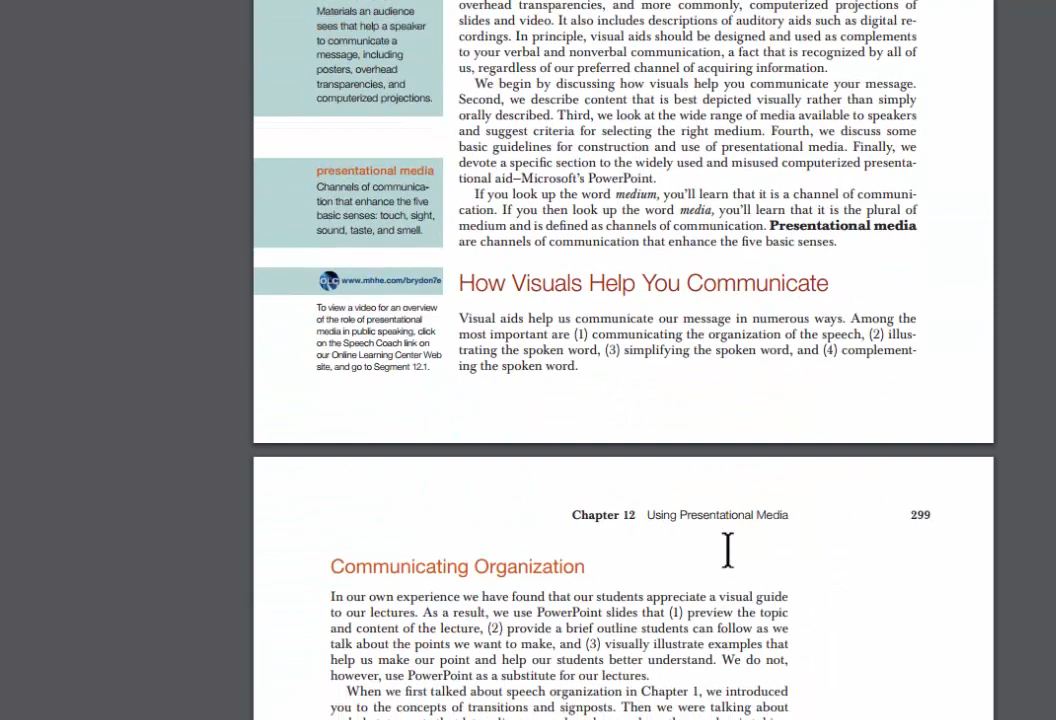 Materials an audience
sees that help a speaker
to communicate a
message, including
posters, overhead
transparencies, and
computerized projections.
presentational media
Channels of communica-
tion that enhance the five
basic senses: touch, sight,
sound, taste, and smell.
OLC www.mhhe.com/brydon7e
To view a video for an overview
of the role of presentational
media in public speaking, click
on the Speech Coach link on
our Online Learning Center Web
site, and go to Segment 12.1.
overhead transparencies, and more commonly, computerized projections of
slides and video. It also includes descriptions of auditory aids such as digital re-
cordings. In principle, visual aids should be designed and used as complements
to your verbal and nonverbal communication, a fact that is recognized by all of
us, regardless of our preferred channel of acquiring information.
We begin by discussing how visuals help you communicate your message.
Second, we describe content that is best depicted visually rather than simply
orally described. Third, we look at the wide range of media available to speakers
and suggest criteria for selecting the right medium. Fourth, we discuss some
basic guidelines for construction and use of presentational media. Finally, we
devote a specific section to the widely used and misused computerized presenta-
tional aid—Microsoft's PowerPoint.
If you look up the word medium, you'll learn that it is a channel of communi-
cation. If you then look up the word media, you'll learn that it is the plural of
medium and is defined as channels of communication. Presentational media
are channels of communication that enhance the five basic senses.
How Visuals Help You Communicate
Visual aids help us communicate our message in numerous ways. Among the
most important are (1) communicating the organization of the speech, (2) illus-
trating the spoken word, (3) simplifying the spoken word, and (4) complement-
ing the spoken word.
Chapter 12 Using Presentational Media 299
Communicating Organization
In our own experience we have found that our students appreciate a visual guide
to our lectures. As a result, we use PowerPoint slides that (1) preview the topic
and content of the lecture, (2) provide a brief outline students can follow as we
talk about the points we want to make, and (3) visually illustrate examples that
help us make our point and help our students better understand. We do not,
however, use PowerPoint as a substitute for our lectures.
When we first talked about speech organization in Chapter 1, we introduced
you to the concepts of transitions and signposts. Then we were talking about